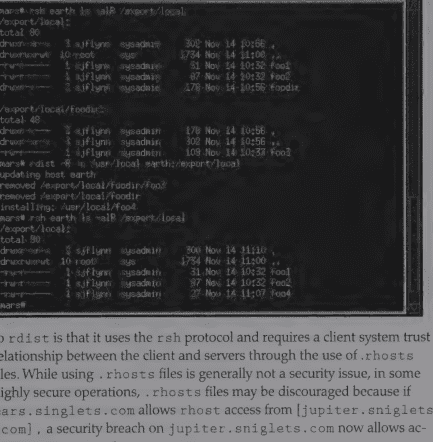 mars# rsh earth ls -alR /export/local
/export/local:
total 80
3 sjflynn sysadmin 302 Nov 14 10:56 .
10 root sys 1734 Nov 14 11:00 ..
1 sjflynn sysadmin 31 Nov 14 10:32 foo1
1 sjflynn sysadmin 87 Nov 14 10:32 foo2
2 sjflynn sysadmin 178 Nov 14 10:56 foodir
/export/local/foodir:
total 48
2 sjflynn sysadmin 178 Nov 14 10:56 .
3 sjflynn sysadmin 302 Nov 14 10:56 ..
1 sjflynn sysadmin 109 Nov 14 10:33 foo3
mars# rdist -R -c /usr/local earth:/export/local
updating host earth
removed /export/local/foodir/foo3
removed /export/local/foodir
installing: /usr/local/foo4
mars# rsh earth ls -alR /export/local
/export/local:
total 80
2 sjflynn sysadmin 300 Nov 14 11:10 .
10 root sys 1734 Nov 14 11:00 ..
1 sjflynn sysadmin 31 Nov 14 10:32 foo1
1 sjflynn sysadmin 87 Nov 14 10:32 foo2
1 sjflynn sysadmin 27 Nov 14 11:07 foo4
mars#
o rdist is that it uses the rsh protocol and requires a client system trust
elationship between the client and servers through the use of .rhosts
iles. While using .rhosts files is generally not a security issue, in some
ighly secure operations, .rhosts files may be discouraged because if
ars.singlets.com allows rhost access from [jupiter.sniglets
com], a security breach on jupiter.sniglets.com now allows ac-